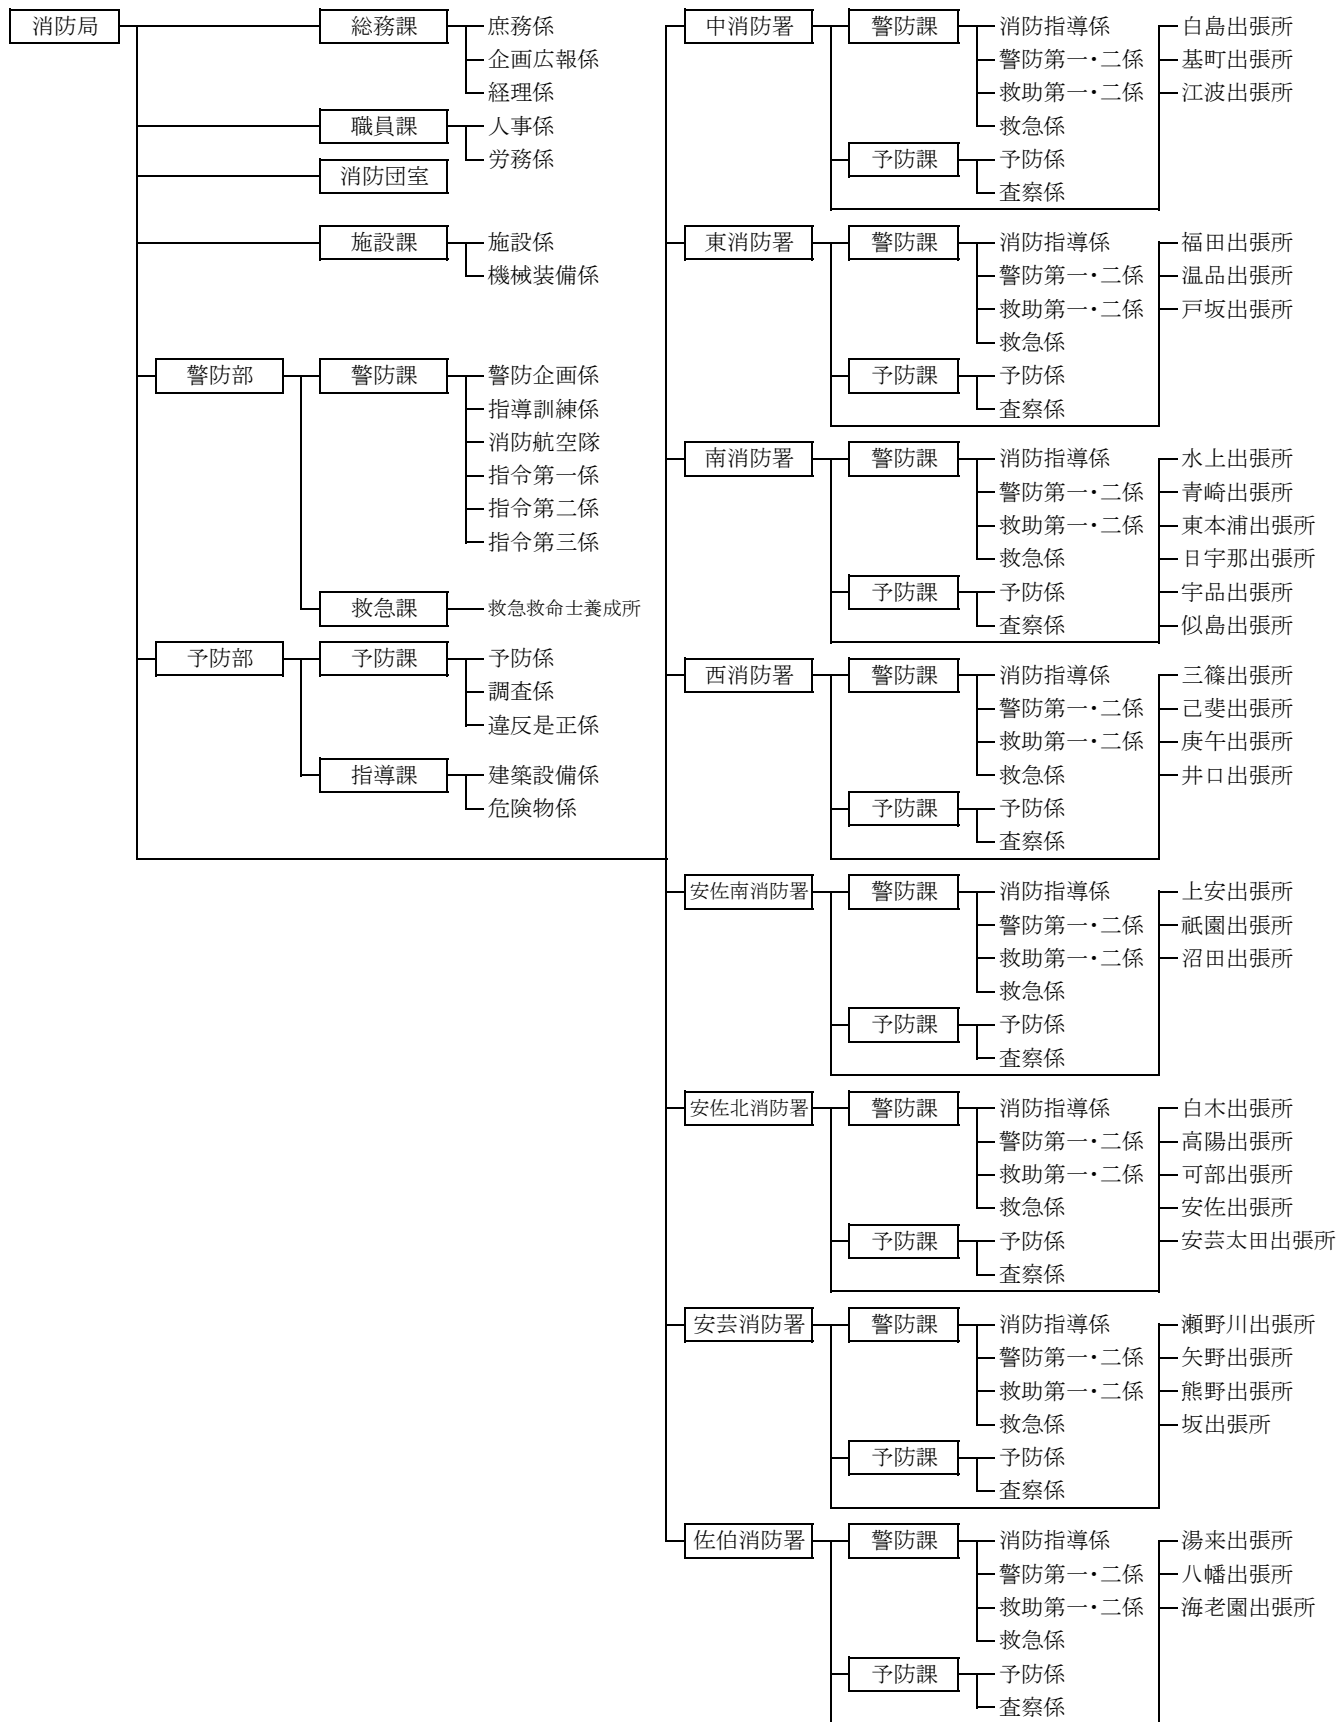 消防局
総務課
庶務係
企画広報係
経理係
職員課
人事係
労務係
消防団室
施設課
施設係
機械装備係
警防部
警防課
警防企画係
指導訓練係
消防航空隊
指令第一係
指令第二係
指令第三係
救急課
救急救命士養成所
予防部
予防課
予防係
調査係
違反是正係
指導課
建築設備係
危険物係
中消防署
警防課
消防指導係
警防第一・二係
救助第一・二係
救急係
予防課
予防係
査察係
白島出張所
基町出張所
江波出張所
東消防署
警防課
消防指導係
警防第一・二係
救助第一・二係
救急係
予防課
予防係
査察係
福田出張所
温品出張所
戸坂出張所
南消防署
警防課
消防指導係
警防第一・二係
救助第一・二係
救急係
予防課
予防係
査察係
水上出張所
青崎出張所
東本浦出張所
日宇那出張所
宇品出張所
似島出張所
西消防署
警防課
消防指導係
警防第一・二係
救助第一・二係
救急係
予防課
予防係
査察係
三篠出張所
己斐出張所
庚午出張所
井口出張所
安佐南消防署
警防課
消防指導係
警防第一・二係
救助第一・二係
救急係
予防課
予防係
査察係
上安出張所
祇園出張所
沼田出張所
安佐北消防署
警防課
消防指導係
警防第一・二係
救助第一・二係
救急係
予防課
予防係
査察係
白木出張所
高陽出張所
可部出張所
安佐出張所
安芸太田出張所
安芸消防署
警防課
消防指導係
警防第一・二係
救助第一・二係
救急係
予防課
予防係
査察係
瀬野川出張所
矢野出張所
熊野出張所
坂出張所
佐伯消防署
警防課
消防指導係
警防第一・二係
救助第一・二係
救急係
予防課
予防係
査察係
湯来出張所
八幡出張所
海老園出張所